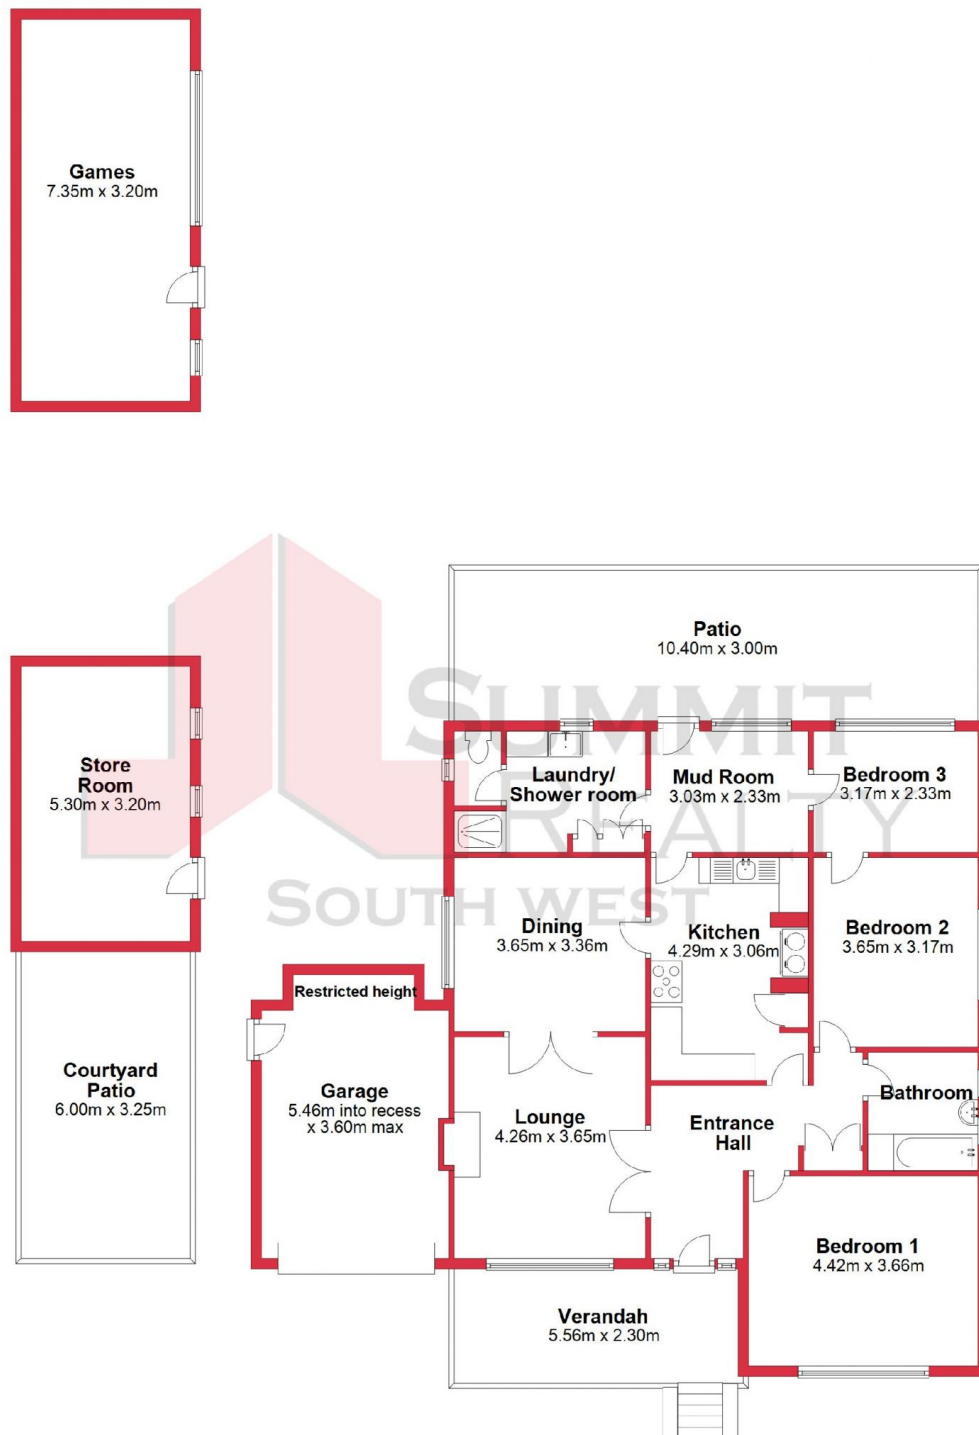 Games
7.35m x 3.20m
Patio
10.40m x 3.00m
SUMMIT
REALTY
SOUTH WEST
Store
Room
5.30m x 3.20m
Laundry/
Shower room
Mud Room
3.03m x 2.33m
Bedroom 3
3.17m x 2.33m
Dining
3.65m x 3.36m
Kitchen
4.29m x 3.06m
Bedroom 2
3.65m x 3.17m
Restricted height
Courtyard
Patio
6.00m x 3.25m
Garage
5.46m into recess
x 3.60m max
Lounge
4.26m x 3.65m
Entrance
Hall
Bathroom
Bedroom 1
4.42m x 3.66m
Verandah
5.56m x 2.30m